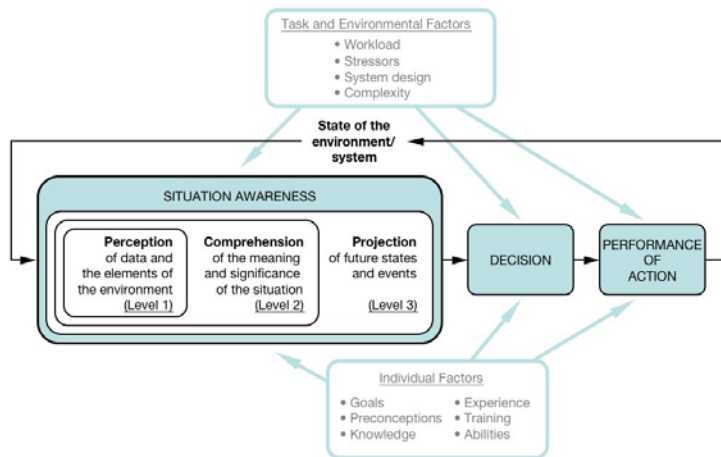 Task and Environmental Factors
• Workload
• Stressors
• System design
• Complexity
State of the
environment/
system
SITUATION AWARENESS
Perception
of data and
the elements of
the environment
(Level 1)
Comprehension
of the meaning
and significance
of the situation
(Level 2)
Projection
of future states
and events
(Level 3)
DECISION
PERFORMANCE
OF
ACTION
Individual Factors
• Goals
• Preconceptions
• Knowledge
• Experience
• Training
• Abilities